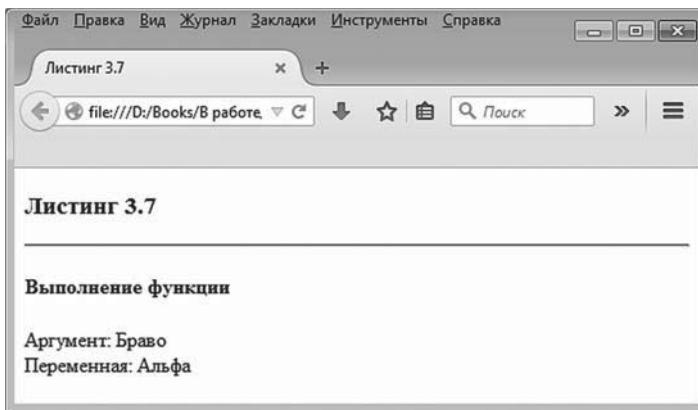 Файл Правка Вид Журнал Закладки Инструменты Справка
Листинг 3.7
file:///D:/Books/В работе,
Поиск
Листинг 3.7
Выполнение функции
Аргумент: Браво
Переменная: Альфа